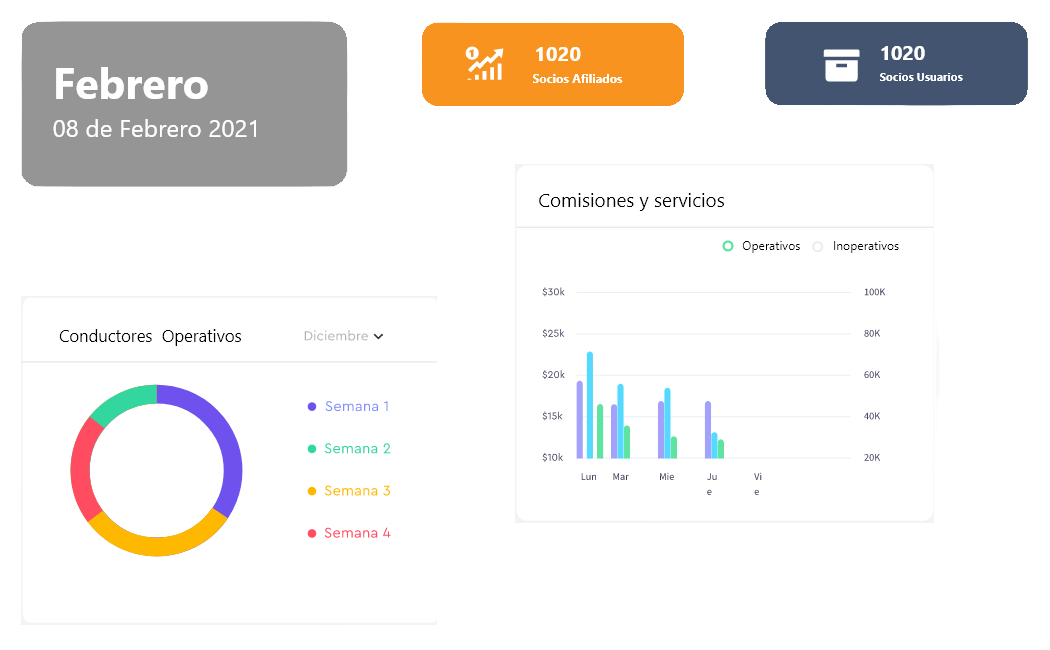 Febrero
08 de Febrero 2021
1020
Socios Afiliados
1020
Socios Usuarios
Comisiones y servicios
Operativos Inoperativos
$30k 100K
$25k 80K
$20k 60K
$15k 40K
$10k 20K
Lun Mar Mie Ju Vi
e e
Conductores Operativos Diciembre
Semana 1
Semana 2
Semana 3
Semana 4